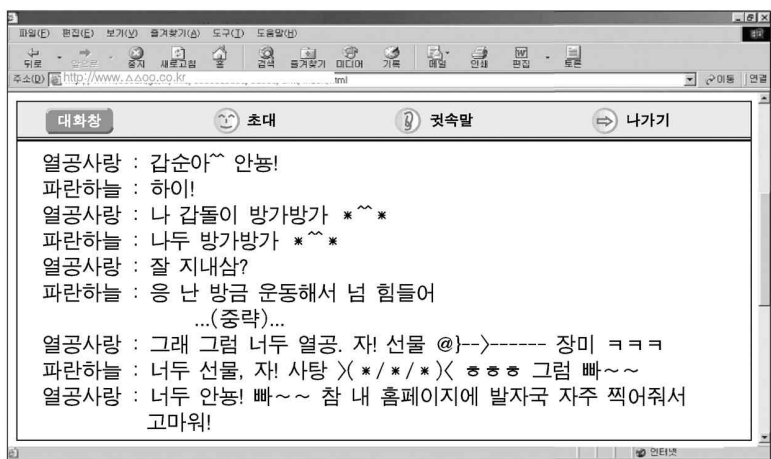 파일(F) 편집(E) 보기(V) 즐겨찾기(A) 도구(T) 도움말(H)
뒤로 앞으로 중지 새로고침 홈 검색 즐겨찾기 미디어 기록 메일 인쇄 편집 토론
주소(D) http://www.△△oo.co.kr tml 이동 연결
대화창 초대 귓속말 나가기
열공사랑 : 갑순아^^ 안뇽!
파란하늘 : 하이!
열공사랑 : 나 갑돌이 방가방가 *^^*
파란하늘 : 나두 방가방가 *^^*
열공사랑 : 잘 지내삼?
파란하늘 : 응 난 방금 운동해서 넘 힘들어
...(중략)...
열공사랑 : 그래 그럼 너두 열공. 자! 선물 @}--〉------ 장미 ㅋㅋㅋ
파란하늘 : 너두 선물, 자! 사탕 〉(*/*/*)〈 ㅎㅎㅎ 그럼 빠~~
열공사랑 : 너두 안뇽! 빠~~ 참 내 홈페이지에 발자국 자주 찍어줘서
고마워!
인터넷